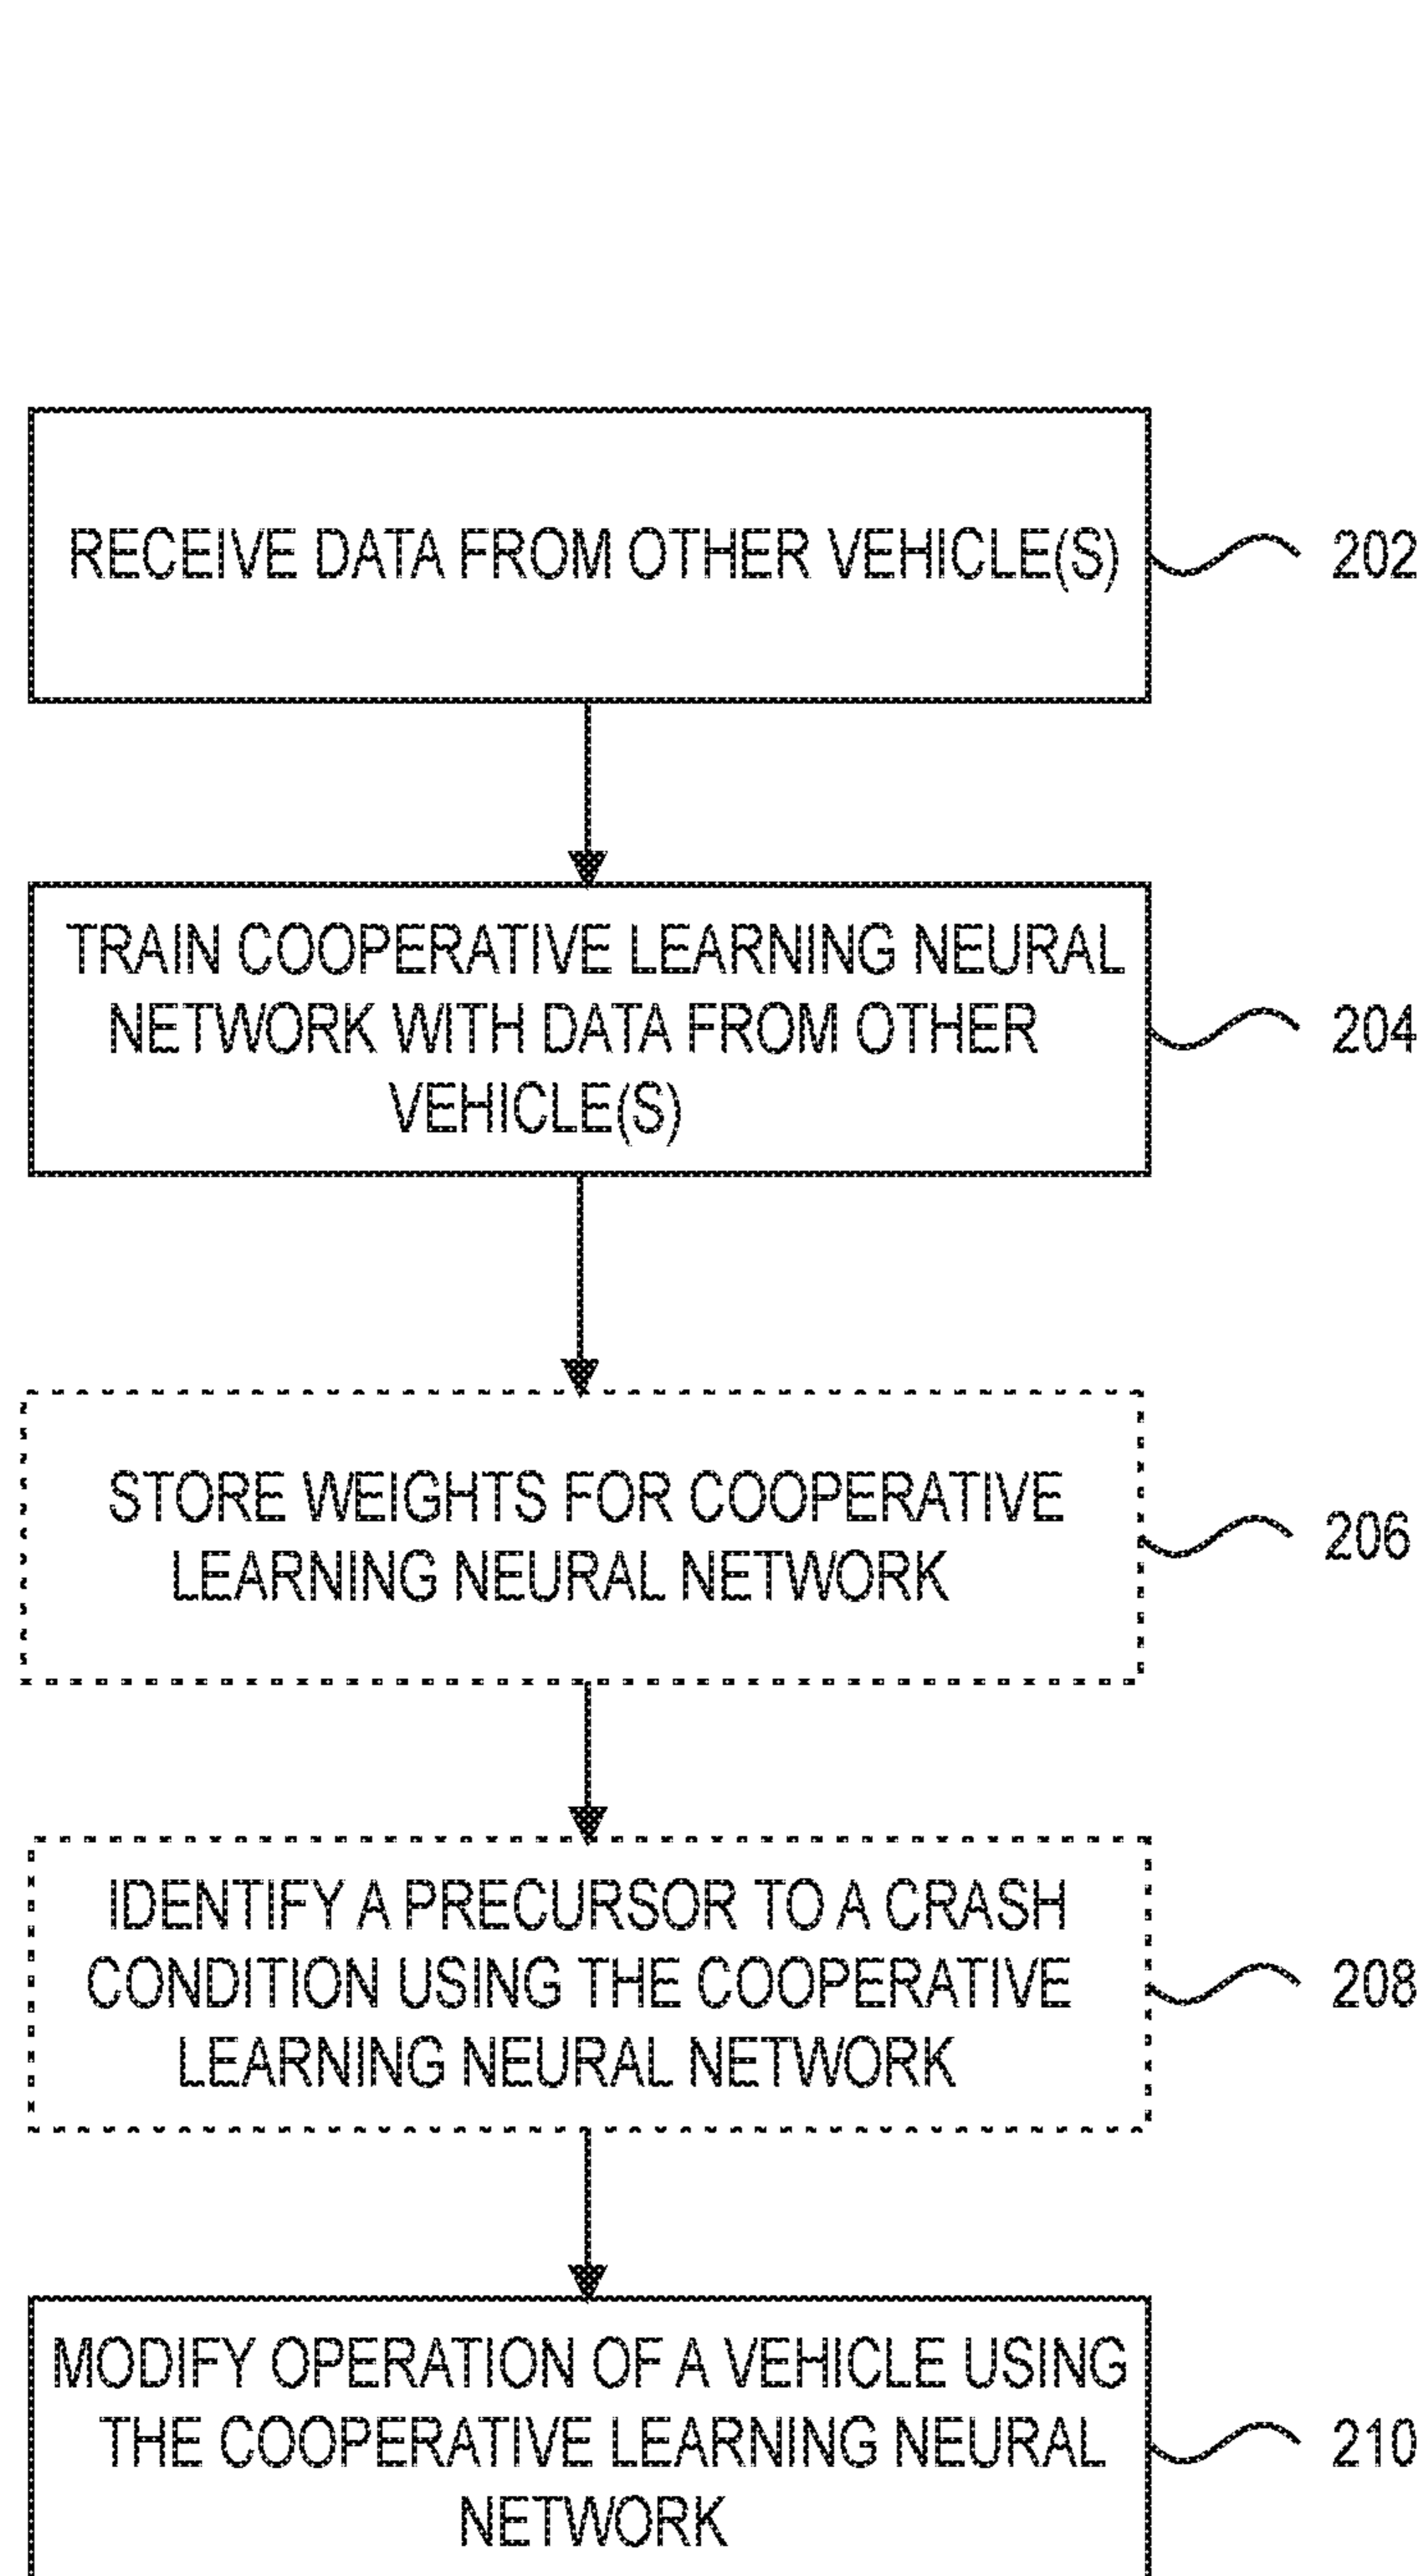 RECEIVE DATA FROM OTHER VEHICLE(S)
202
TRAIN COOPERATIVE LEARNING NEURAL
NETWORK WITH DATA FROM OTHER
VEHICLE(S)
204
STORE WEIGHTS FOR COOPERATIVE
LEARNING NEURAL NETWORK
206
IDENTIFY A PRECURSOR TO A CRASH
CONDITION USING THE COOPERATIVE
LEARNING NEURAL NETWORK
208
MODIFY OPERATION OF A VEHICLE USING
THE COOPERATIVE LEARNING NEURAL
NETWORK
210